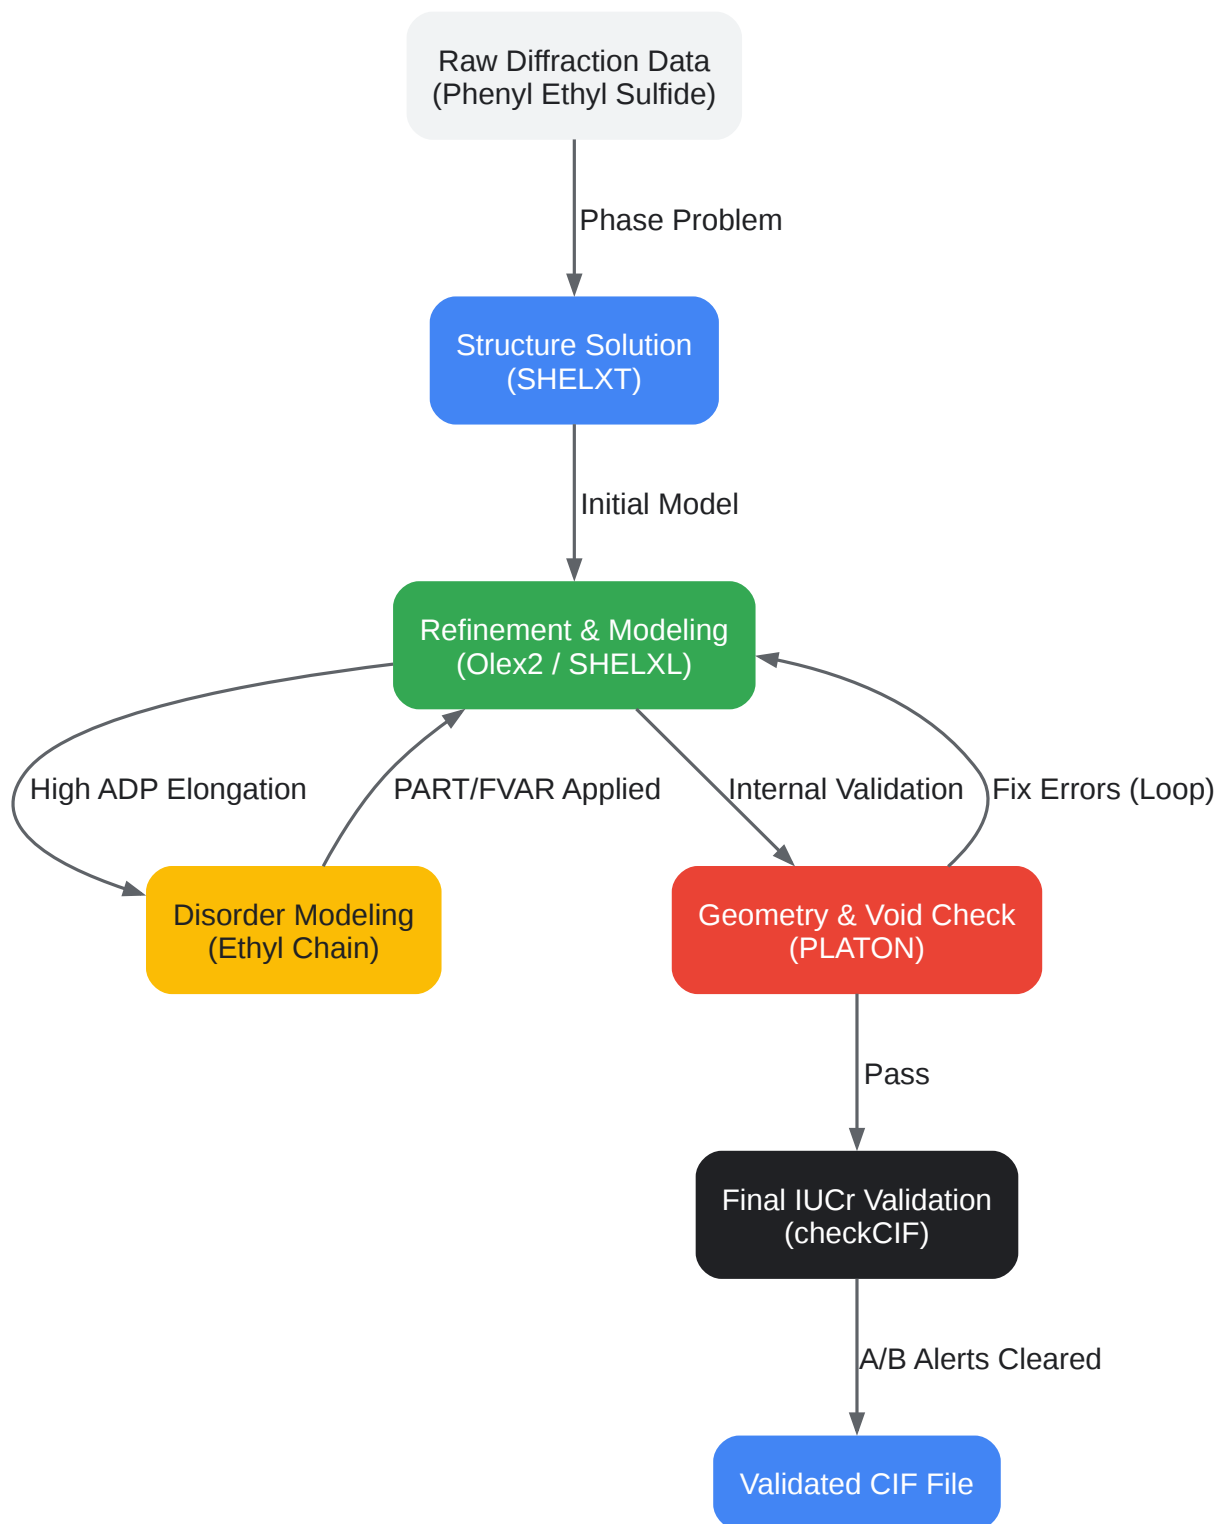 Raw Diffraction Data
(Phenyl Ethyl Sulfide)
Phase Problem
Structure Solution
(SHELXT)
Initial Model
Refinement & Modeling
(Olex2 / SHELXL)
High ADP Elongation
PART/FVAR Applied
Internal Validation
Fix Errors (Loop)
Disorder Modeling
(Ethyl Chain)
Geometry & Void Check
(PLATON)
Pass
Final IUCr Validation
(checkCIF)
A/B Alerts Cleared
Validated CIF File